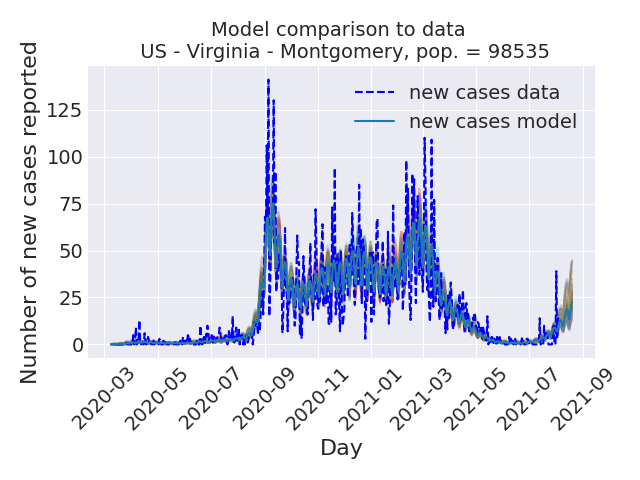 Model comparison to data
US - Virginia - Montgomery, pop. = 98535
Number of new cases reported
125
100
75
50
25
0
new cases data
new cases model
2020-03
2020-05
2020-07
2020-09
2020-11
2021-01
2021-03
2021-05
2021-07
2021-09
Day